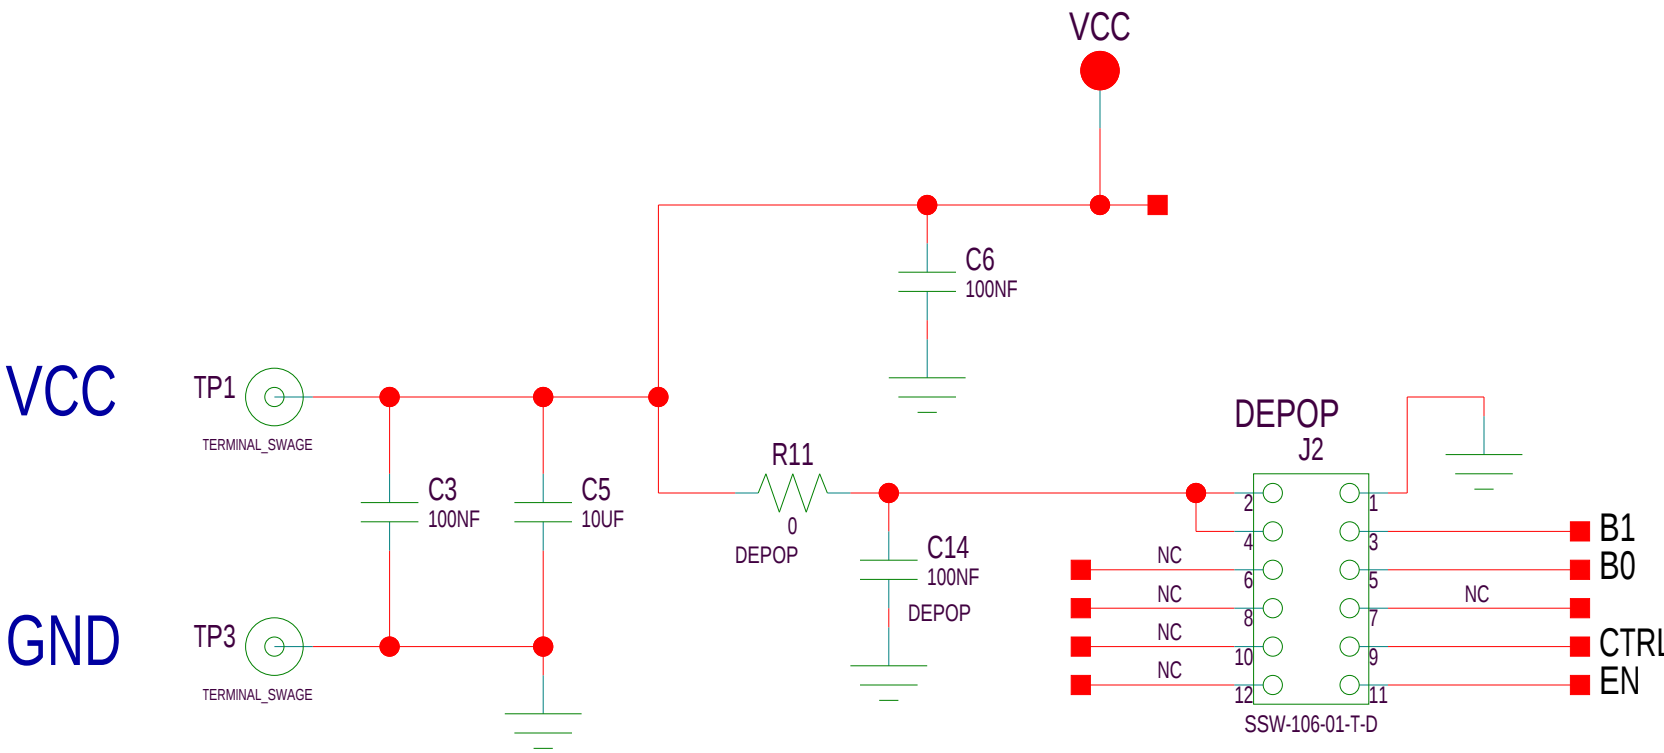 VCC
C6
100NF
VCC
TP1
TERMINAL_SWAGE
DEPOP
J2
R11
0
DEPOP
C3
100NF
C5
10UF
C14
100NF
DEPOP
2
1
4
3
B1
NC
6
5
B0
NC
8
7
NC
NC
10
9
CTRL
NC
12
11
EN
SSW-106-01-T-D
GND
TP3
TERMINAL_SWAGE